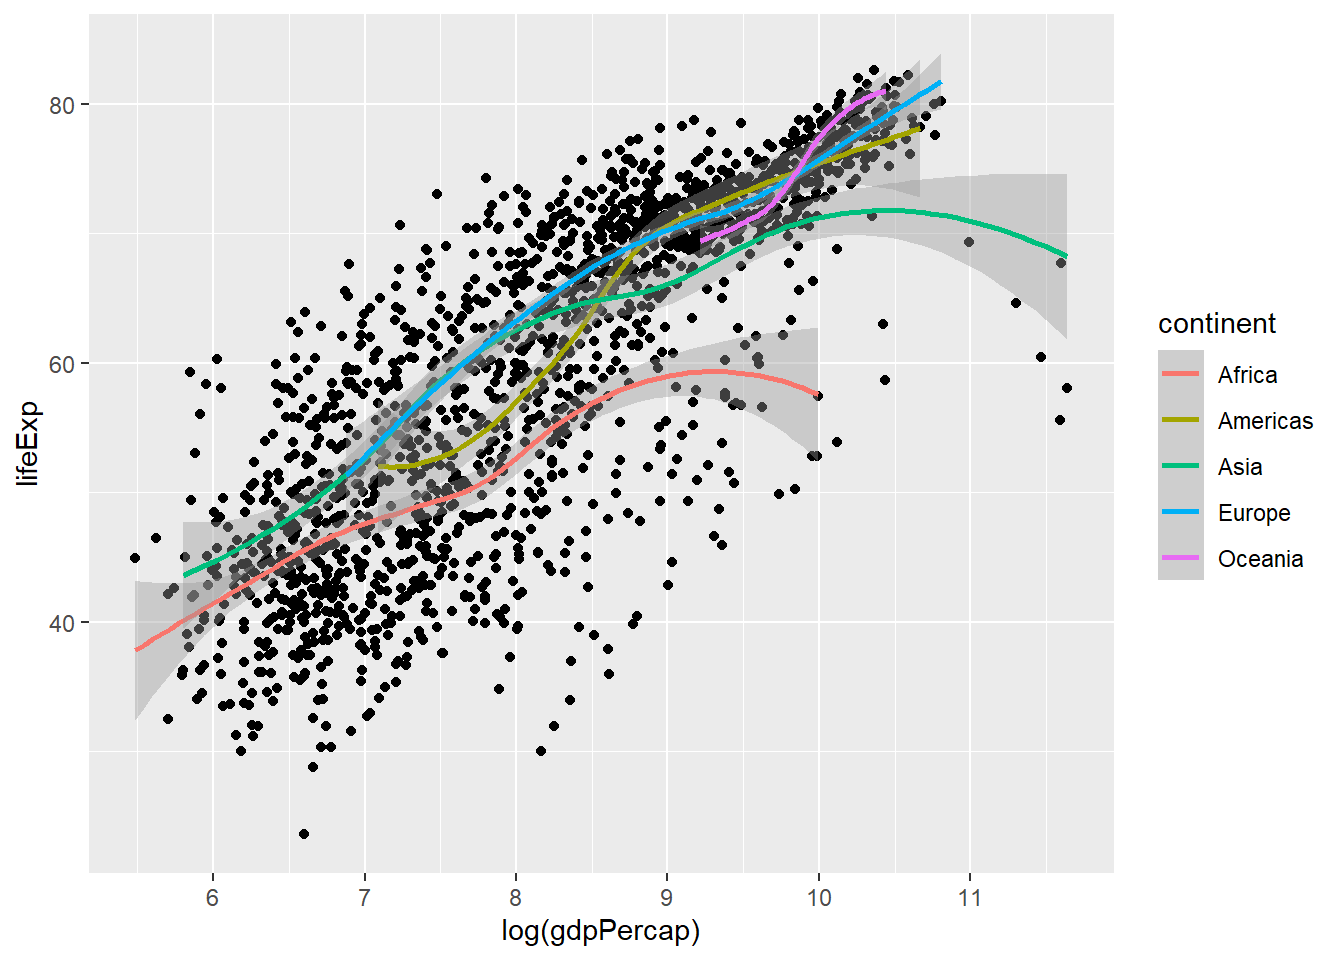 80
60
40
lifeExp
6 7 8 9 10 11
log(gdpPercap)
continent
Africa
Americas
Asia
Europe
Oceania